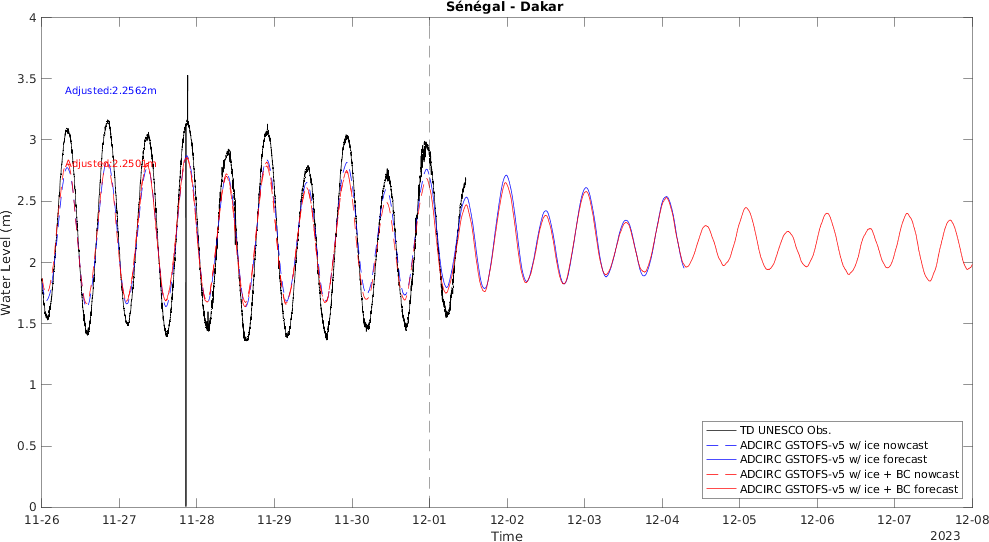 Sénégal - Dakar
4
3.5
3
2.5
2
1.5
1
0.5
0
Water Level (m)
Adjusted:2.2562m
TD UNESCO Obs.
ADCIRC GSTOFS-v5 w/ ice nowcast
ADCIRC GSTOFS-v5 w/ ice forecast
ADCIRC GSTOFS-v5 w/ ice + BC nowcast
ADCIRC GSTOFS-v5 w/ ice + BC forecast
11-26 11-27 11-28 11-29 11-30 12-01 12-02 12-03 12-04 12-05 12-06 12-07 12-08
Time
2023